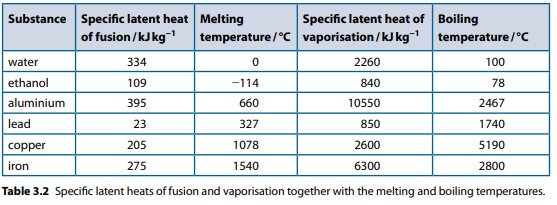 Substance Specific latent heat of fusion / kJ kg⁻¹ Melting temperature / °C Specific latent heat of vaporisation / kJ kg⁻¹ Boiling temperature / °C
water 334 0 2260 100
ethanol 109 −114 840 78
aluminium 395 660 10550 2467
lead 23 327 850 1740
copper 205 1078 2600 5190
iron 275 1540 6300 2800
Table 3.2 Specific latent heats of fusion and vaporisation together with the melting and boiling temperatures.